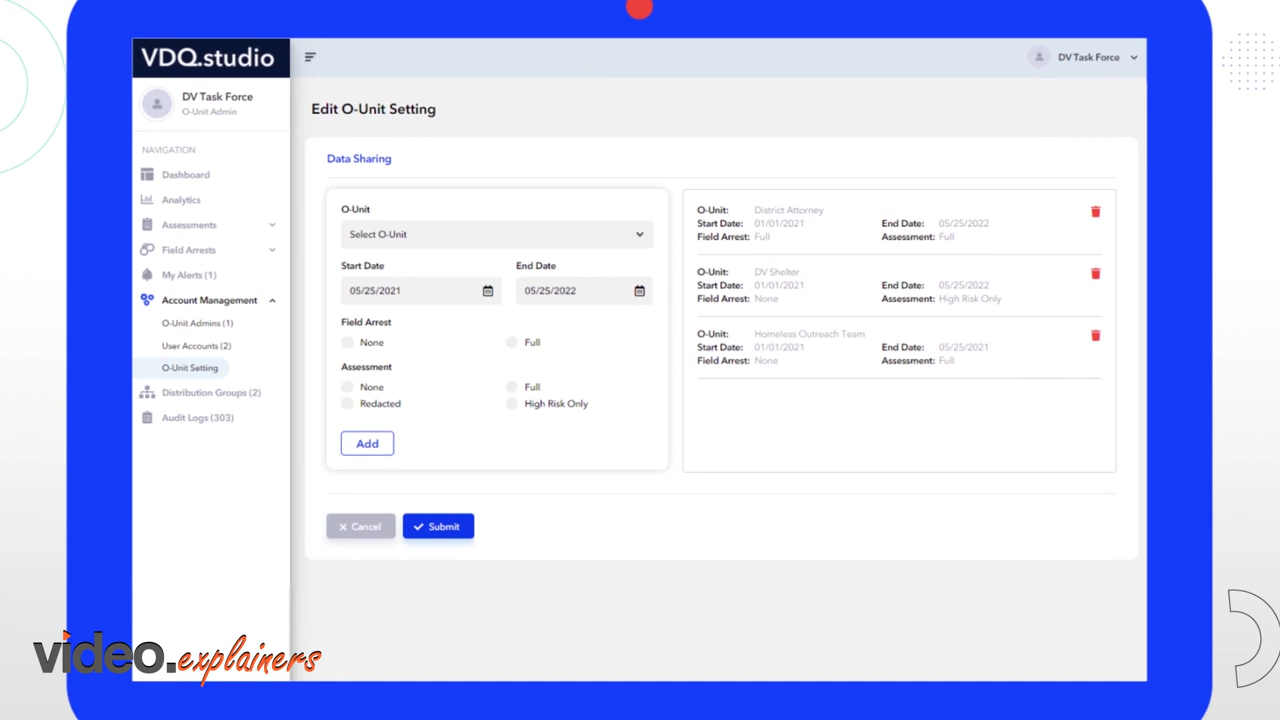 VDQ.studio
DV Task Force
DV Task Force
O-Unit Admin
NAVIGATION
Dashboard
Analytics
Assessments
Field Arrests
My Alerts (1)
Account Management
O-Unit Admins (1)
User Accounts (2)
O-Unit Setting
Distribution Groups (2)
Audit Logs (303)
Edit O-Unit Setting
Data Sharing
O-Unit
Select O-Unit
Start Date End Date
05/25/2021 05/25/2022
Field Arrest
None Full
Assessment
None Full
Redacted High Risk Only
Add
O-Unit: District Attorney
Start Date: 01/01/2021 End Date: 05/25/2022
Field Arrest: Full Assessment: Full
O-Unit: DV Shelter
Start Date: 01/01/2021 End Date: 05/25/2022
Field Arrest: None Assessment: High Risk Only
O-Unit: Homeless Outreach Team
Start Date: 01/01/2021 End Date: 05/25/2021
Field Arrest: None Assessment: Full
Cancel Submit
video.explainers